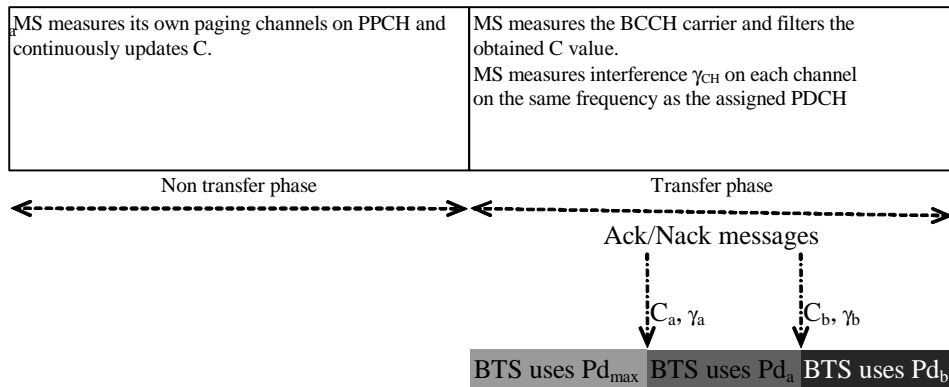 MS measures its own paging channels on PPCH and
continuously updates C.
MS measures the BCCH carrier and filters the
obtained C value.
MS measures interference γCH on each channel
on the same frequency as the assigned PDCH
Non transfer phase
Transfer phase
Ack/Nack messages
Ca, γa
Cb, γb
BTS uses Pdmax
BTS uses Pda
BTS uses Pdb